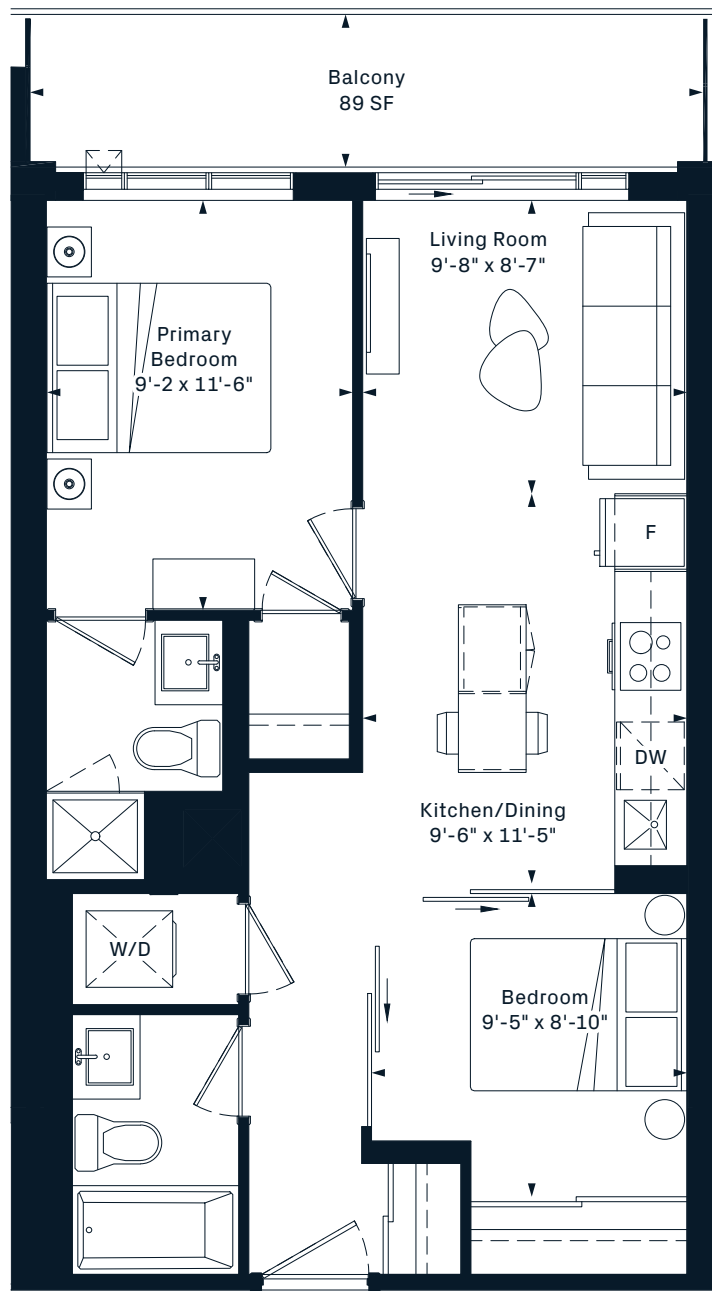 Balcony
89 SF
Living Room
9'-8" x 8'-7"
Primary
Bedroom
9'-2 x 11'-6"
F
DW
Kitchen/Dining
9'-6" x 11'-5"
W/D
Bedroom
9'-5" x 8'-10"